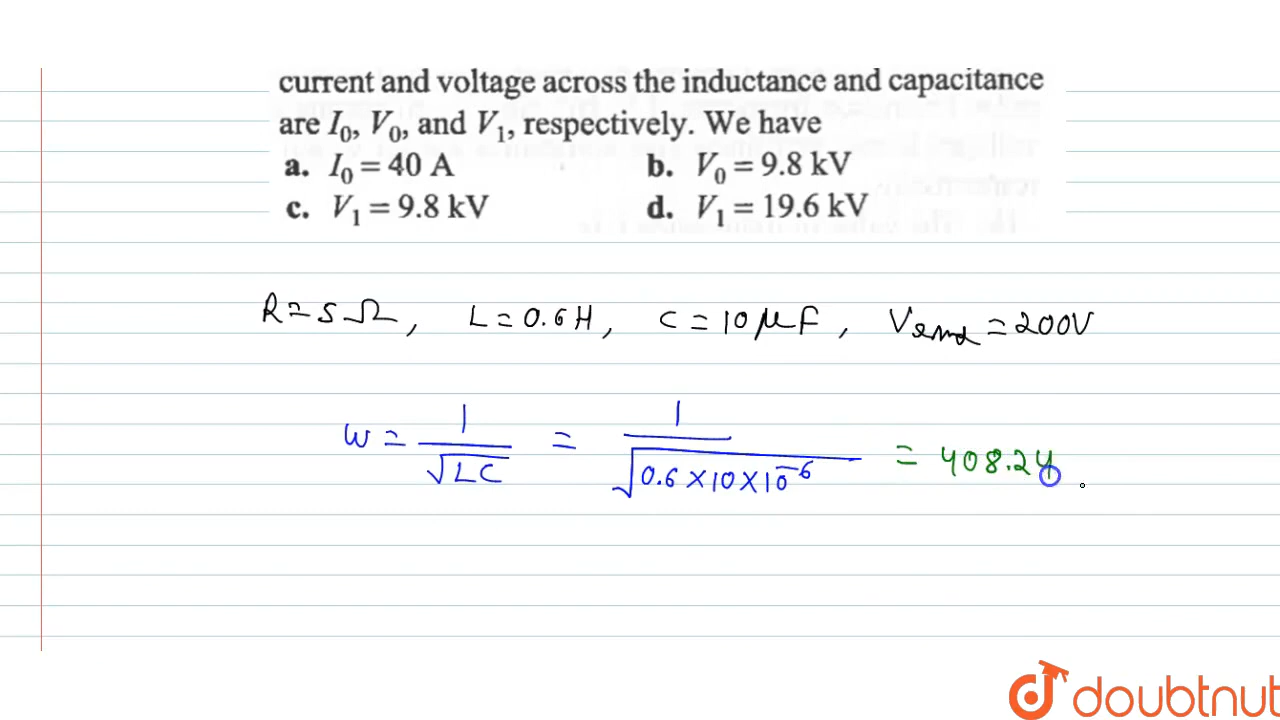 current and voltage across the inductance and capacitance
are I₀, V₀, and V₁, respectively. We have
a. I₀ = 40 A b. V₀ = 9.8 kV
c. V₁ = 9.8 kV d. V₁ = 19.6 kV
R = 5 Ω, L = 0.6 H, C = 10 μF, = 200V
ω = 1/√LC = 1/√0.6 × 10 × 10⁻⁶ = 408.24
doubtnut